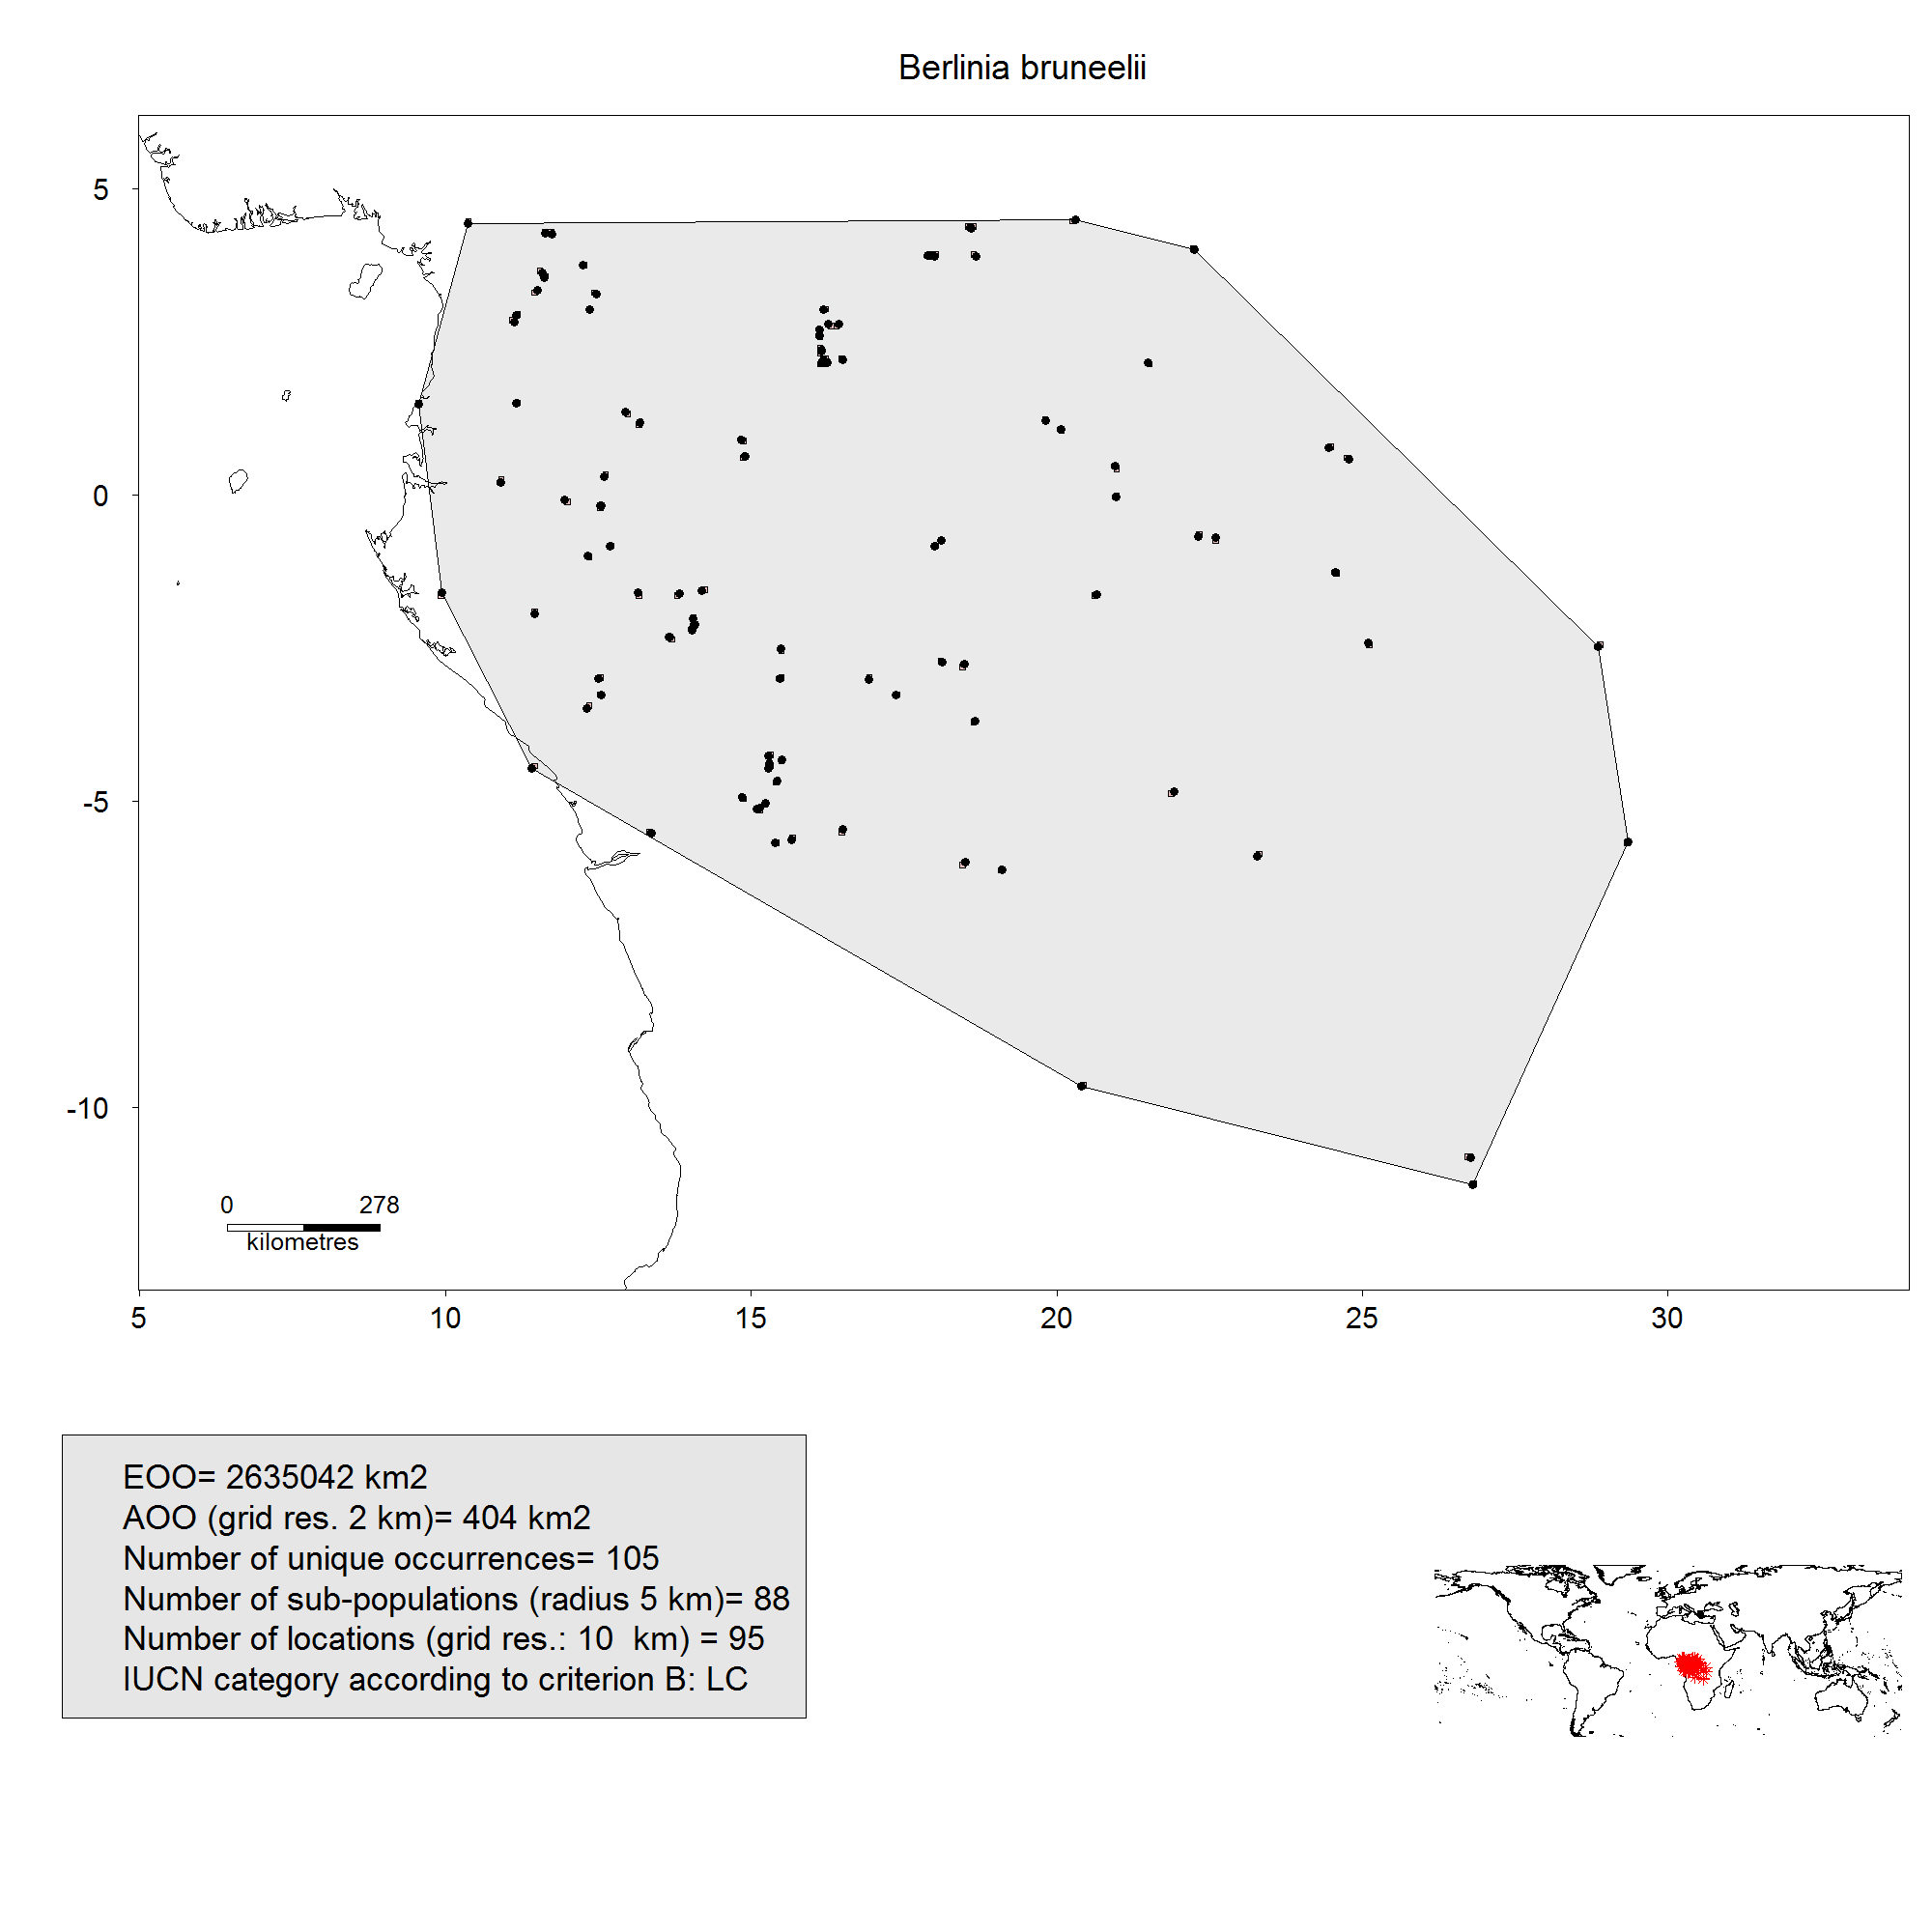 Berlinia bruneelii
5
0
-5
-10
0 278
kilometres
5 10 15 20 25 30
EOO= 2635042 km2
AOO (grid res. 2 km)= 404 km2
Number of unique occurrences= 105
Number of sub-populations (radius 5 km)= 88
Number of locations (grid res.: 10  km) = 95
IUCN category according to criterion B: LC